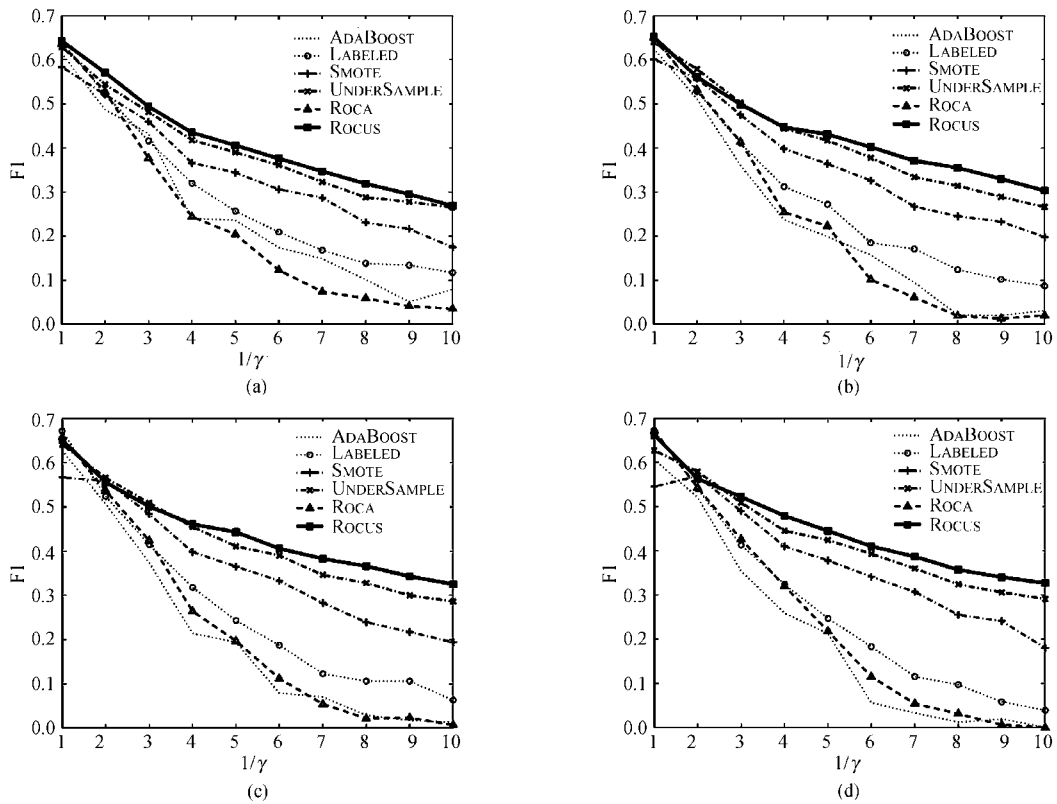 0.7
0.6
0.5
0.4
0.3
0.2
0.1
0.0
F1
ADABOOST
LABELED
SMOTE
UNDERSAMPLE
ROCA
ROCUS
1 2 3 4 5 6 7 8 9 10
1/γ
(a)
0.7
0.6
0.5
0.4
0.3
0.2
0.1
0.0
F1
ADABOOST
LABELED
SMOTE
UNDERSAMPLE
ROCA
ROCUS
1 2 3 4 5 6 7 8 9 10
1/γ
(b)
0.7
0.6
0.5
0.4
0.3
0.2
0.1
0.0
F1
ADABOOST
LABELED
SMOTE
UNDERSAMPLE
ROCA
ROCUS
1 2 3 4 5 6 7 8 9 10
1/γ
(c)
0.7
0.6
0.5
0.4
0.3
0.2
0.1
0.0
F1
ADABOOST
LABELED
SMOTE
UNDERSAMPLE
ROCA
ROCUS
1 2 3 4 5 6 7 8 9 10
1/γ
(d)